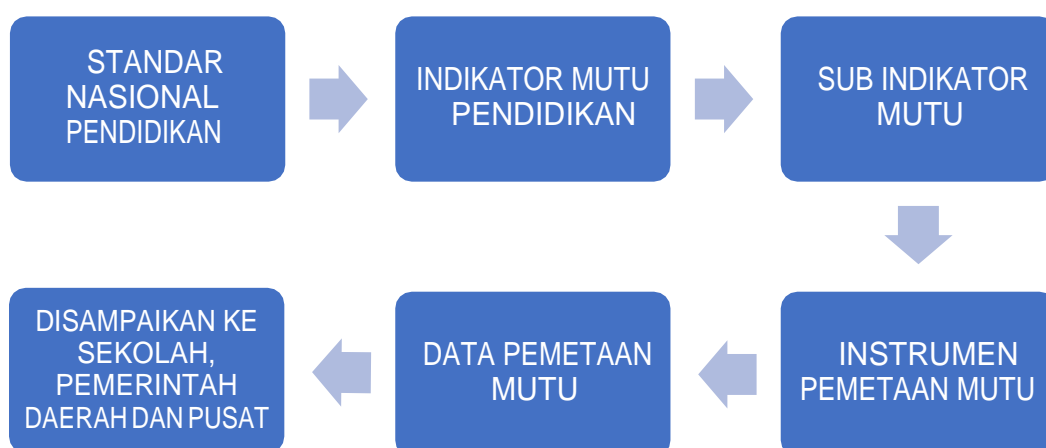 STANDAR
NASIONAL
PENDIDIKAN
INDIKATOR MUTU
PENDIDIKAN
SUB INDIKATOR
MUTU
INSTRUMEN
PEMETAAN MUTU
DATA PEMETAAN
MUTU
DISAMPAIKAN KE
SEKOLAH,
PEMERINTAH
DAERAH DAN PUSAT